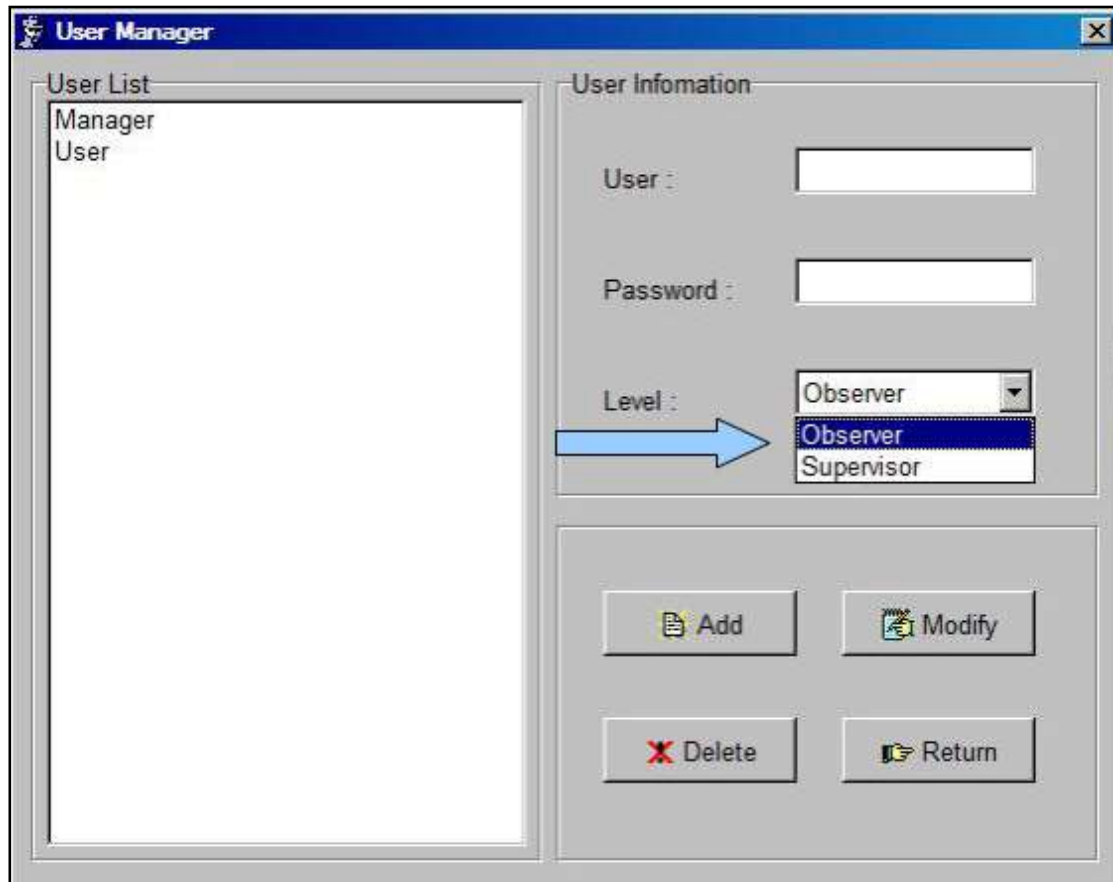 User Manager
User List
Manager
User
User Infomation
User :
Password :
Level :
Observer
Observer
Supervisor
Add
Modify
Delete
Return